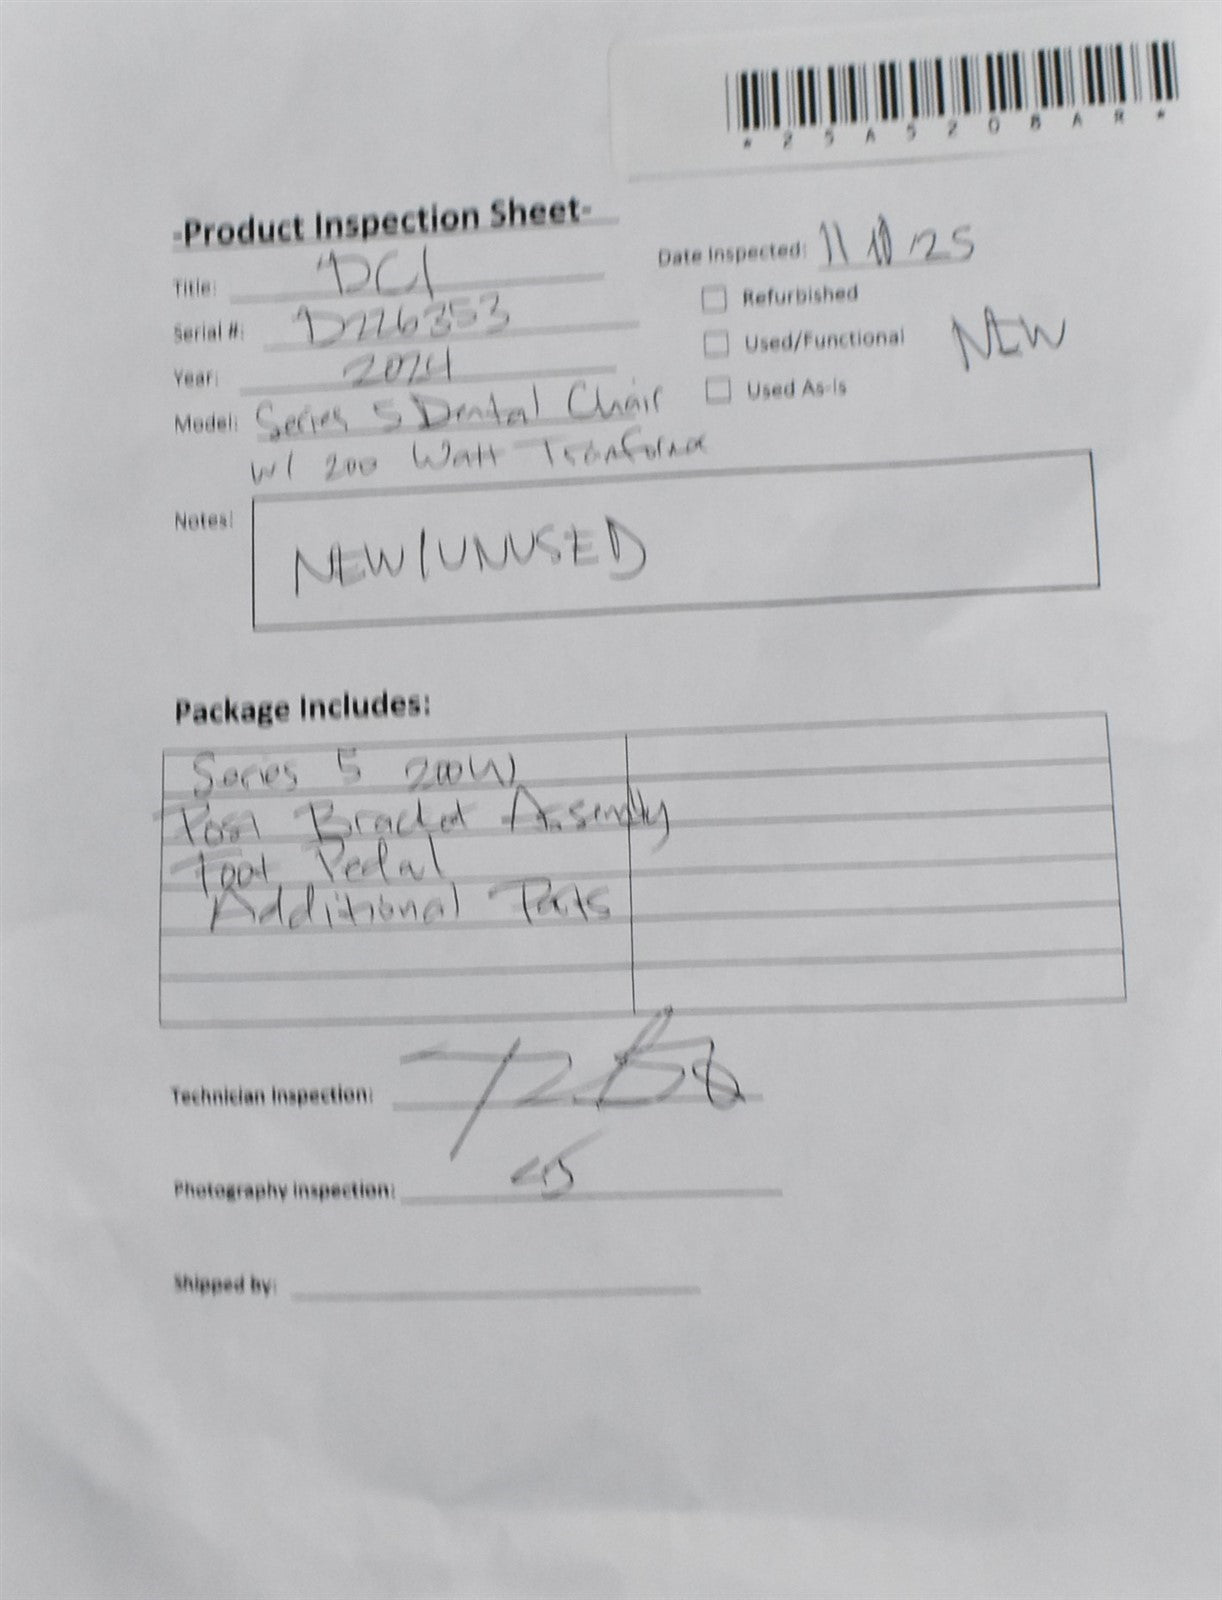 *25A520BAR*
-Product Inspection Sheet-
Title: DCI
Date Inspected: 11 /25
Serial #: D226353
Refurbished
Year: 2024
Used/Functional NEW
Model: Series 5 Dental Chair
Used As-Is
W/ 200 Watt Transformer
Notes:
NEW/UNUSED
Package Includes:
Series 5 200W
Post Bracket Assembly
Foot Pedal
Additional Parts
Technician Inspection:
Photography Inspection:
Shipped by: